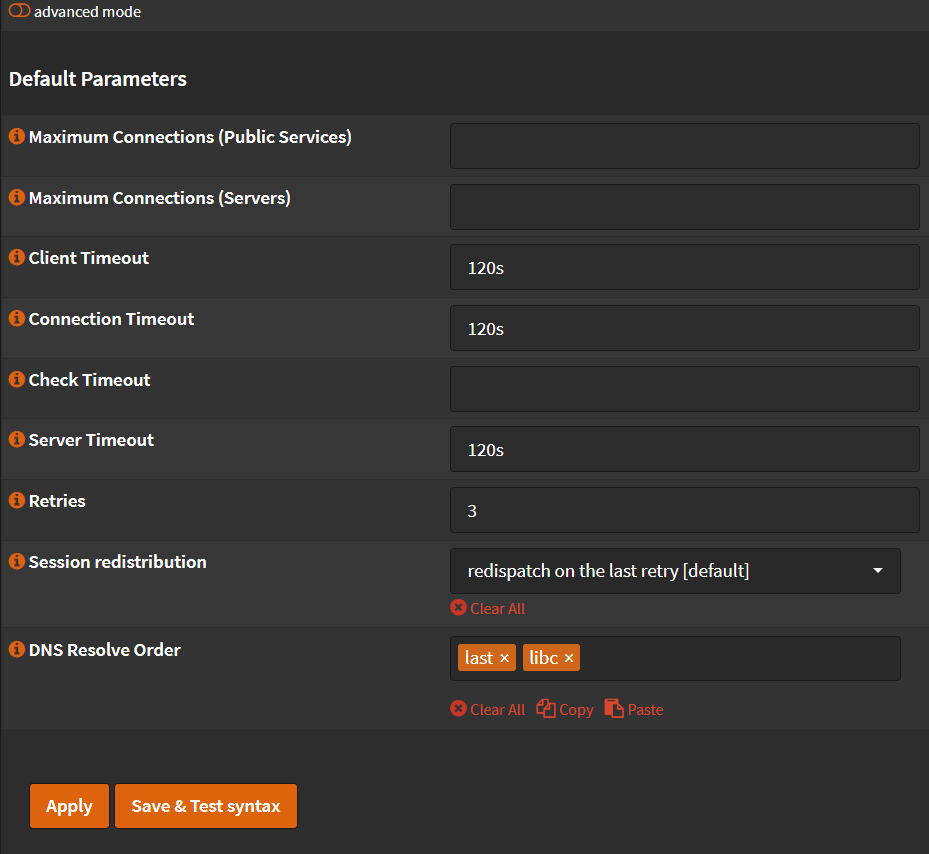 advanced mode
Default Parameters
Maximum Connections (Public Services)
Maximum Connections (Servers)
Client Timeout
120s
Connection Timeout
120s
Check Timeout
Server Timeout
120s
Retries
3
Session redistribution
redispatch on the last retry [default]
Clear All
DNS Resolve Order
last × libc ×
Clear All Copy Paste
Apply Save & Test syntax